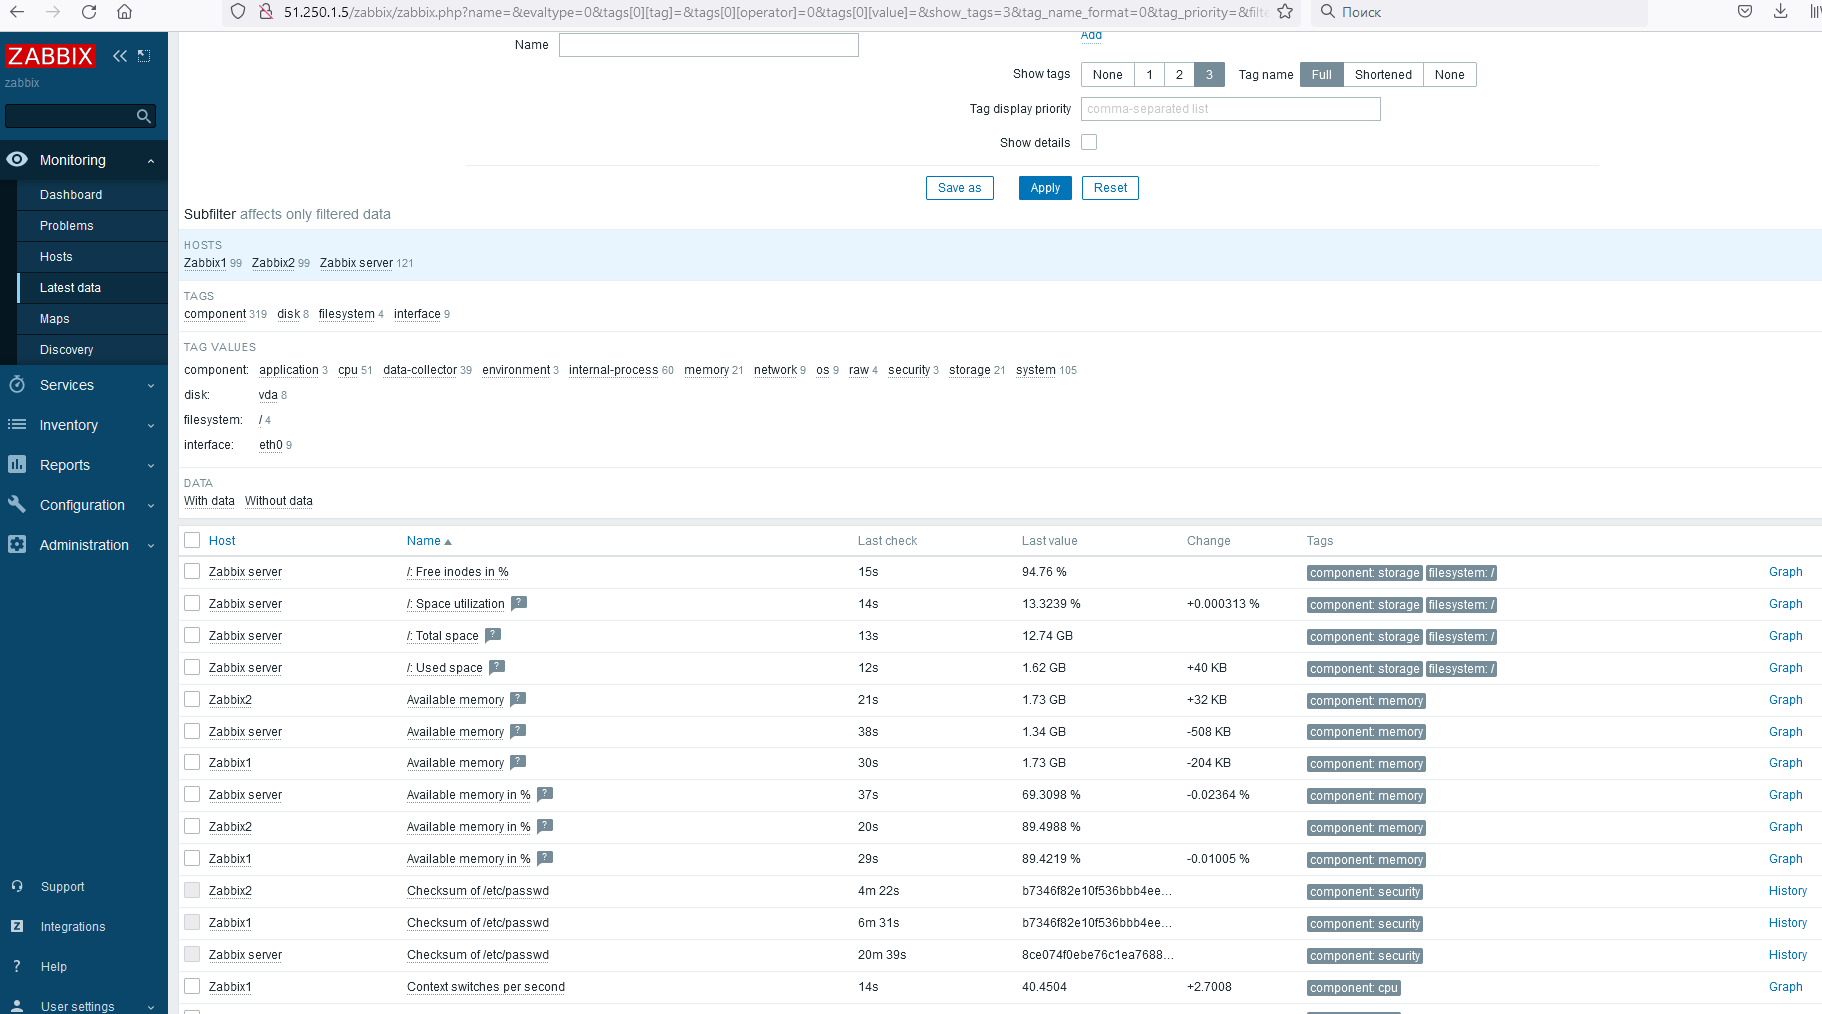 51.250.1.5/zabbix/zabbix.php?name=&evaltype=0&tags[0][tag]=&tags[0][operator]=0&tags[0][value]=&show_tags=3&tag_name_format=0&tag_priority=&filte
Поиск
ZABBIX
zabbix
Monitoring
Dashboard
Problems
Hosts
Latest data
Maps
Discovery
Services
Inventory
Reports
Configuration
Administration
Support
Integrations
Help
User settings
Name
Add
Show tags None 1 2 3 Tag name Full Shortened None
Tag display priority comma-separated list
Show details
Save as Apply Reset
Subfilter affects only filtered data
HOSTS
Zabbix1 99 Zabbix2 99 Zabbix server 121
TAGS
component 319 disk 8 filesystem 4 interface 9
TAG VALUES
component: application 3 cpu 51 data-collector 39 environment 3 internal-process 60 memory 21 network 9 os 9 raw 4 security 3 storage 21 system 105
disk: vda 8
filesystem: / 4
interface: eth0 9
DATA
With data Without data
Host Name Last check Last value Change Tags
Zabbix server /: Free inodes in % 15s 94.76 % component: storage filesystem: / Graph
Zabbix server /: Space utilization ? 14s 13.3239 % +0.000313 % component: storage filesystem: / Graph
Zabbix server /: Total space ? 13s 12.74 GB component: storage filesystem: / Graph
Zabbix server /: Used space ? 12s 1.62 GB +40 KB component: storage filesystem: / Graph
Zabbix2 Available memory ? 21s 1.73 GB +32 KB component: memory Graph
Zabbix server Available memory ? 38s 1.34 GB -508 KB component: memory Graph
Zabbix1 Available memory ? 30s 1.73 GB -204 KB component: memory Graph
Zabbix server Available memory in % ? 37s 69.3098 % -0.02364 % component: memory Graph
Zabbix2 Available memory in % ? 20s 89.4988 % component: memory Graph
Zabbix1 Available memory in % ? 29s 89.4219 % -0.01005 % component: memory Graph
Zabbix2 Checksum of /etc/passwd 4m 22s b7346f82e10f536bbb4ee... component: security History
Zabbix1 Checksum of /etc/passwd 6m 31s b7346f82e10f536bbb4ee... component: security History
Zabbix server Checksum of /etc/passwd 20m 39s 8ce074f0ebe76c1ea7688... component: security History
Zabbix1 Context switches per second 14s 40.4504 +2.7008 component: cpu Graph